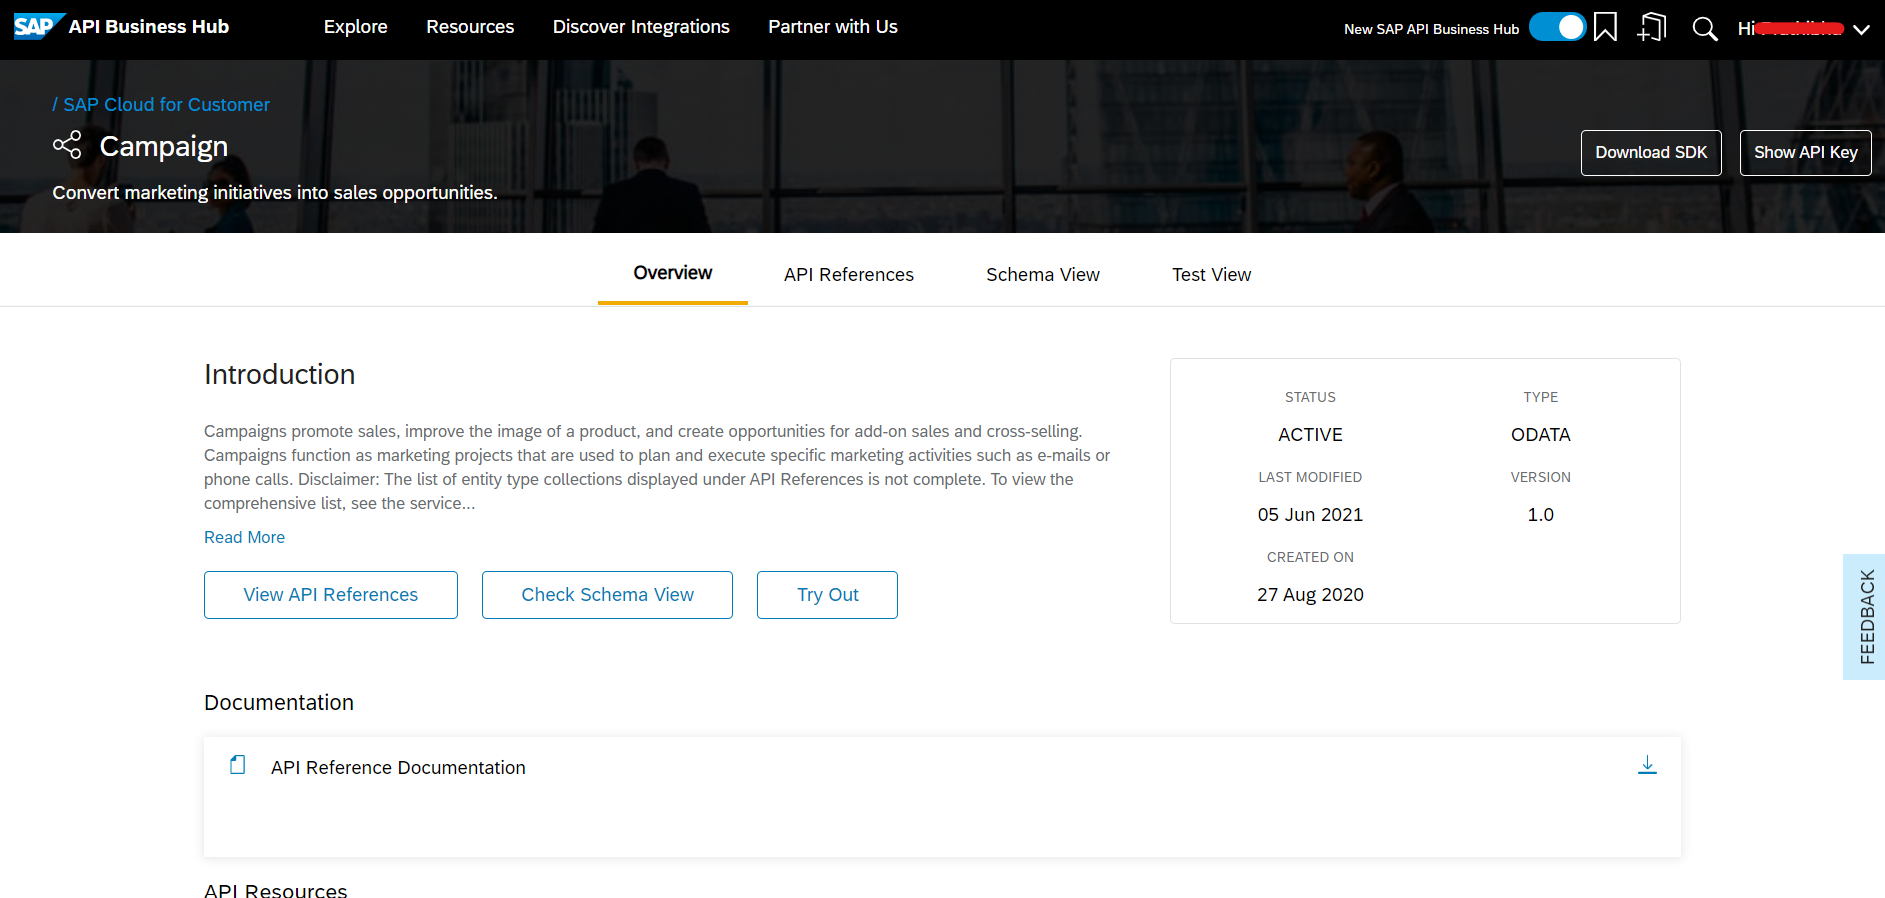 SAP API Business Hub
Explore
Resources
Discover Integrations
Partner with Us
New SAP API Business Hub
Hi
/ SAP Cloud for Customer
Campaign
Convert marketing initiatives into sales opportunities.
Download SDK
Show API Key
Overview
API References
Schema View
Test View
Introduction
Campaigns promote sales, improve the image of a product, and create opportunities for add-on sales and cross-selling.
Campaigns function as marketing projects that are used to plan and execute specific marketing activities such as e-mails or
phone calls. Disclaimer: The list of entity type collections displayed under API References is not complete. To view the
comprehensive list, see the service...
Read More
View API References
Check Schema View
Try Out
STATUS
TYPE
ACTIVE
ODATA
LAST MODIFIED
VERSION
05 Jun 2021
1.0
CREATED ON
27 Aug 2020
FEEDBACK
Documentation
API Reference Documentation
API Resources